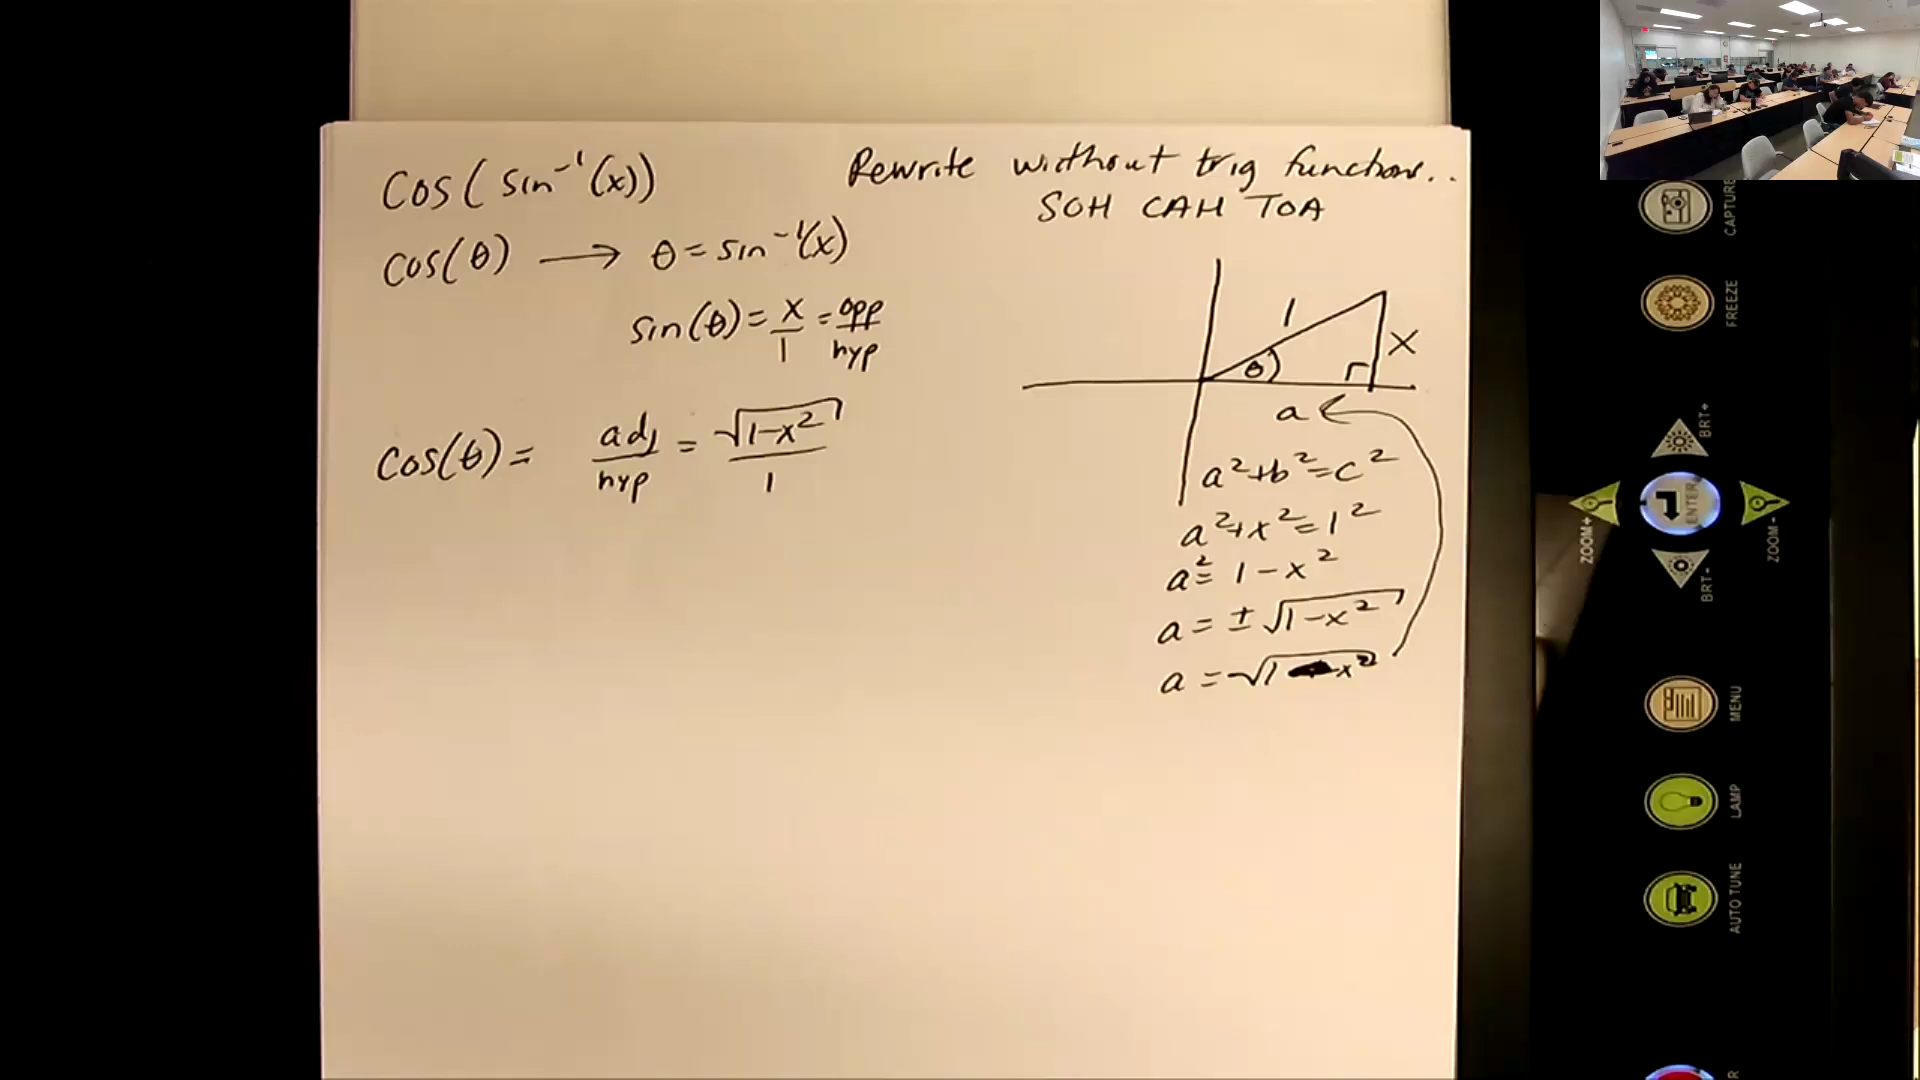 Cos(sin⁻¹(x))
Rewrite without trig functions..
SOH CAH TOA
cos(θ) → θ = sin⁻¹(x)
sin(θ) = x/1 = opp/hyp
1
x
θ
a
cos(θ) = adj/hyp = √(1-x²)/1
a²+b²=c²
a²+x²=1²
a²=1-x²
a=±√(1-x²)
a=√(1-x²)
CAPTURE
FREEZE
BRT+
ZOOM+
ENTER
ZOOM-
BRT-
MENU
LAMP
AUTO TUNE
R